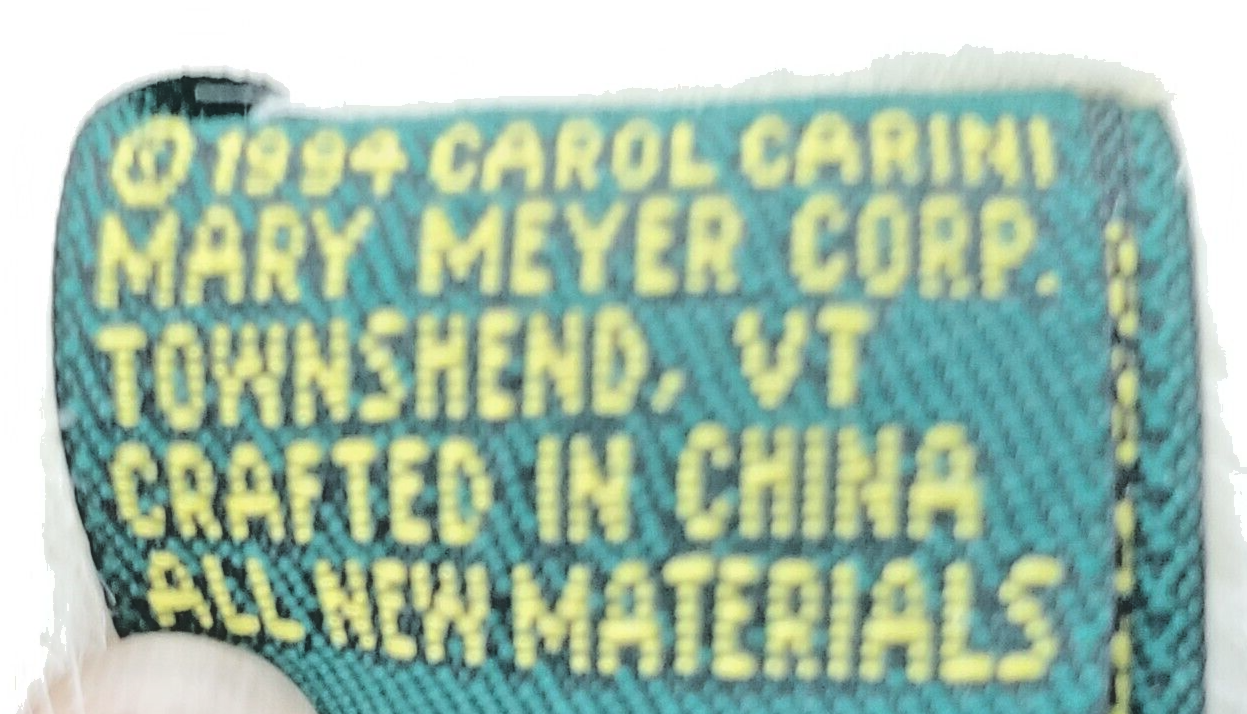 © 1994 CAROL CARINI
MARY MEYER CORP.
TOWNSHEND, VT
CRAFTED IN CHINA
ALL NEW MATERIALS